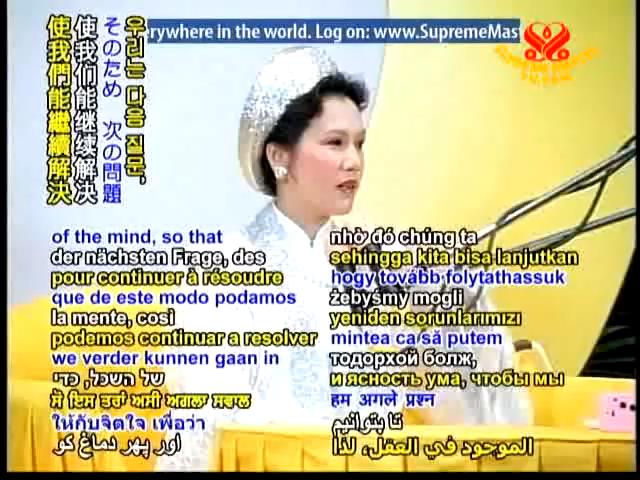 erywhere in the world. Log on: www.SupremeMas
우리는 다음 질문,
そのため 次の問題
使我们能继续解决
使我們能繼續解決
of the mind, so that
der nächsten Frage, des
pour continuer à résoudre
que de este modo podamos
la mente, così
podemos continuar a resolver
we verder kunnen gaan in
של השכל, כדי
ਸੋ ਇਸ ਤਰਾਂ ਅਸੀ ਅਗਲਾ ਸਵਾਲ
ให้กับจิตใจ เพื่อว่า
اور پھر دماغ کو
nhờ đó chúng ta
sehingga kita bisa lanjutkan
hogy tovább folytathassuk
żebyśmy mogli
yeniden sorunlarımızı
mintea ca să putem
тодорхой болж,
и ясность ума, чтобы мы
हम अगले प्रश्न
تا بتوانیم
الموجود في العقل، لذا